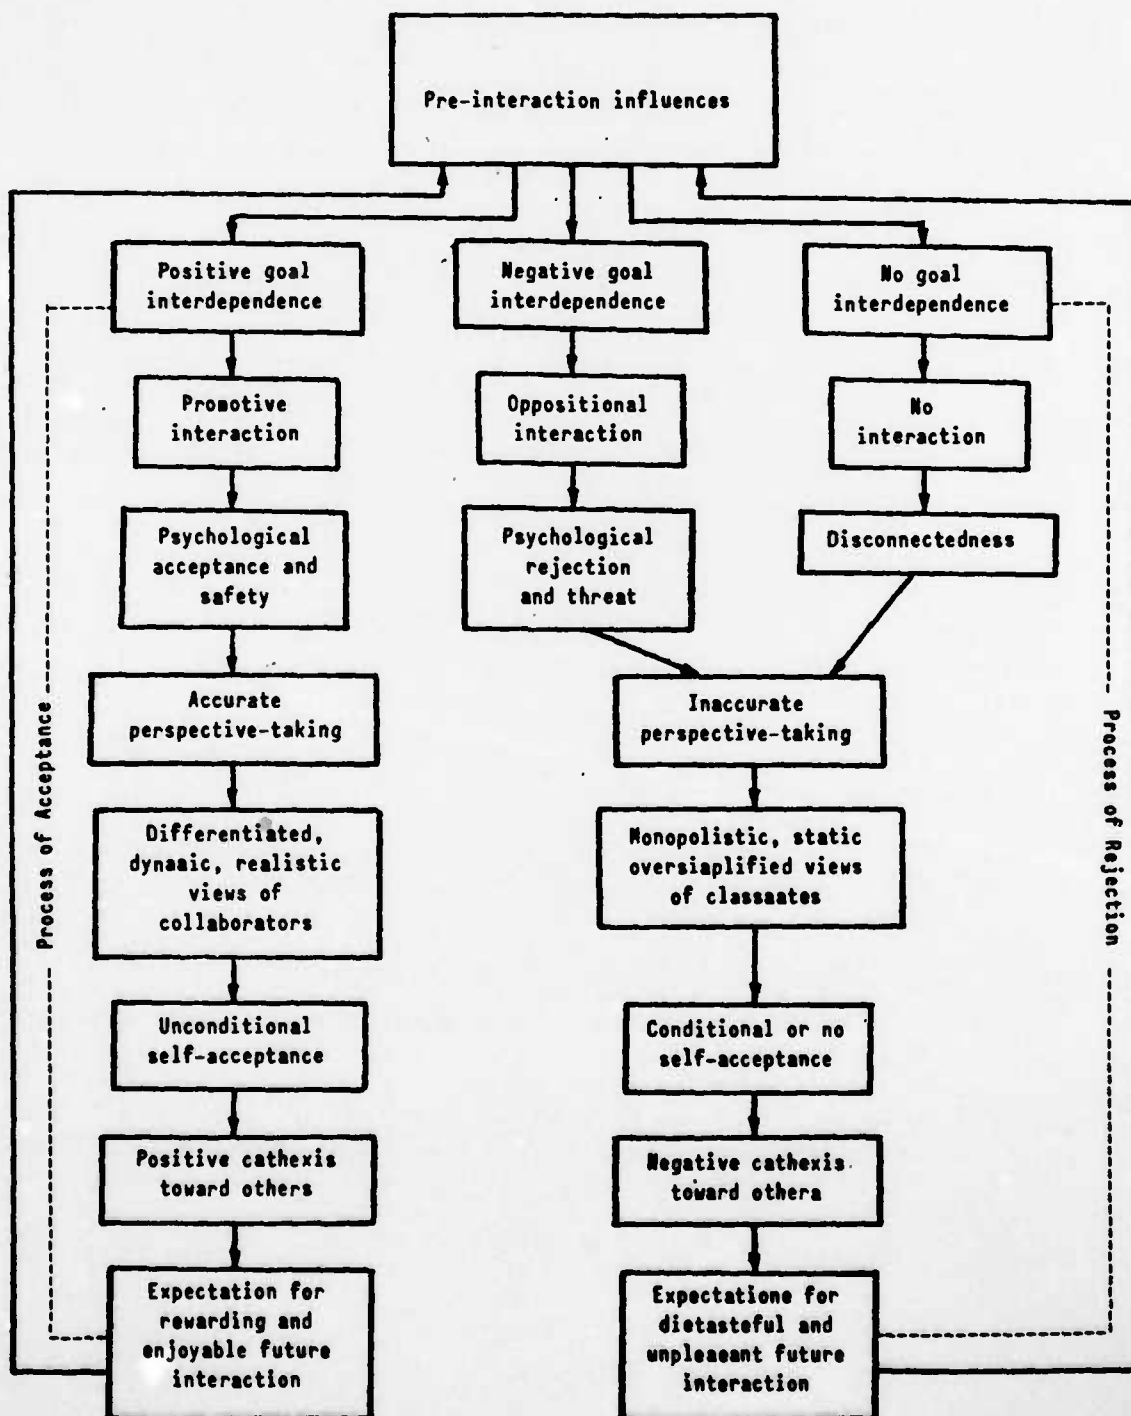 Pre-interaction influences
Positive goal
interdependence
Negative goal
interdependence
No goal
interdependence
Promotive
interaction
Oppositional
interaction
No
interaction
Psychological
acceptance and
safety
Psychological
rejection
and threat
Disconnectedness
Accurate
perspective-taking
Inaccurate
perspective-taking
Process of Acceptance
Process of Rejection
Differentiated,
dynaaic, realistic
views of
collaborators
Monopolistic, static
oversiaplified views
of classaates
Unconditional
self-acceptance
Conditional or no
self-acceptance
Positive cathexis
toward others
Negative cathexis
toward othera
Expectation for
rewarding and
enjoyable future
interaction
Expectatione for
dietasteful and
unpleaeant future
interaction